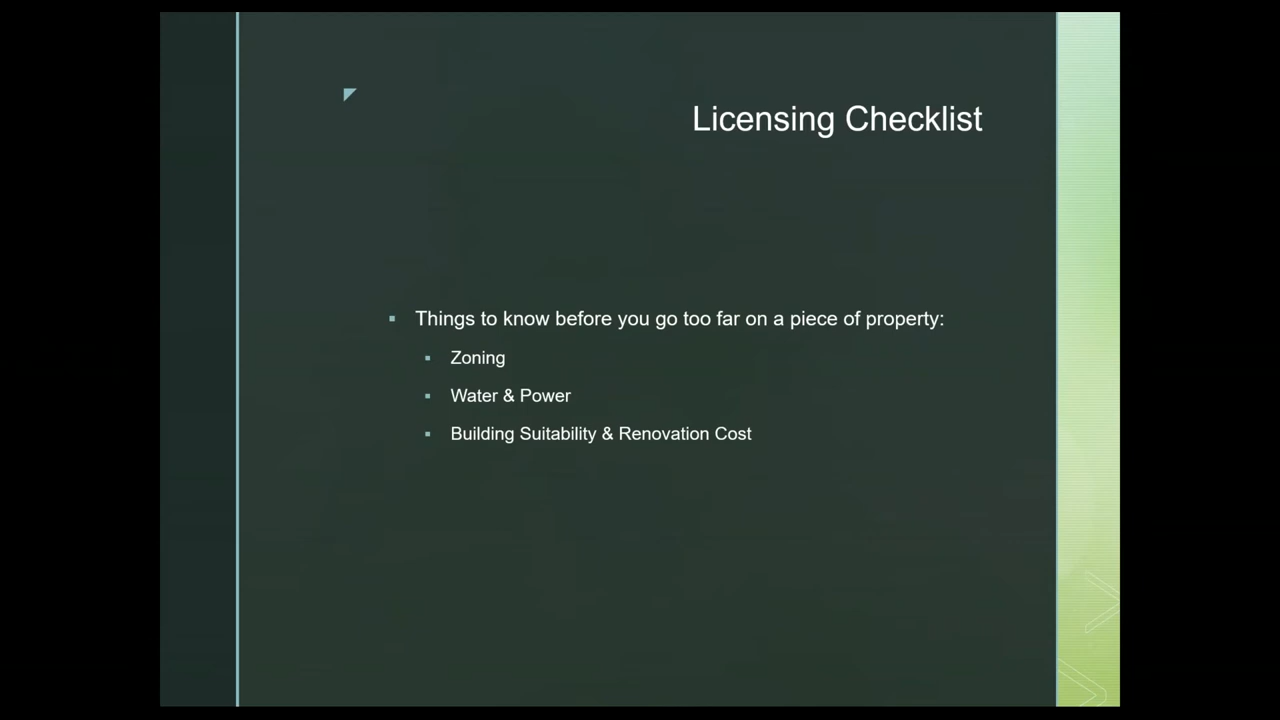 Licensing Checklist
Things to know before you go too far on a piece of property:
Zoning
Water & Power
Building Suitability & Renovation Cost